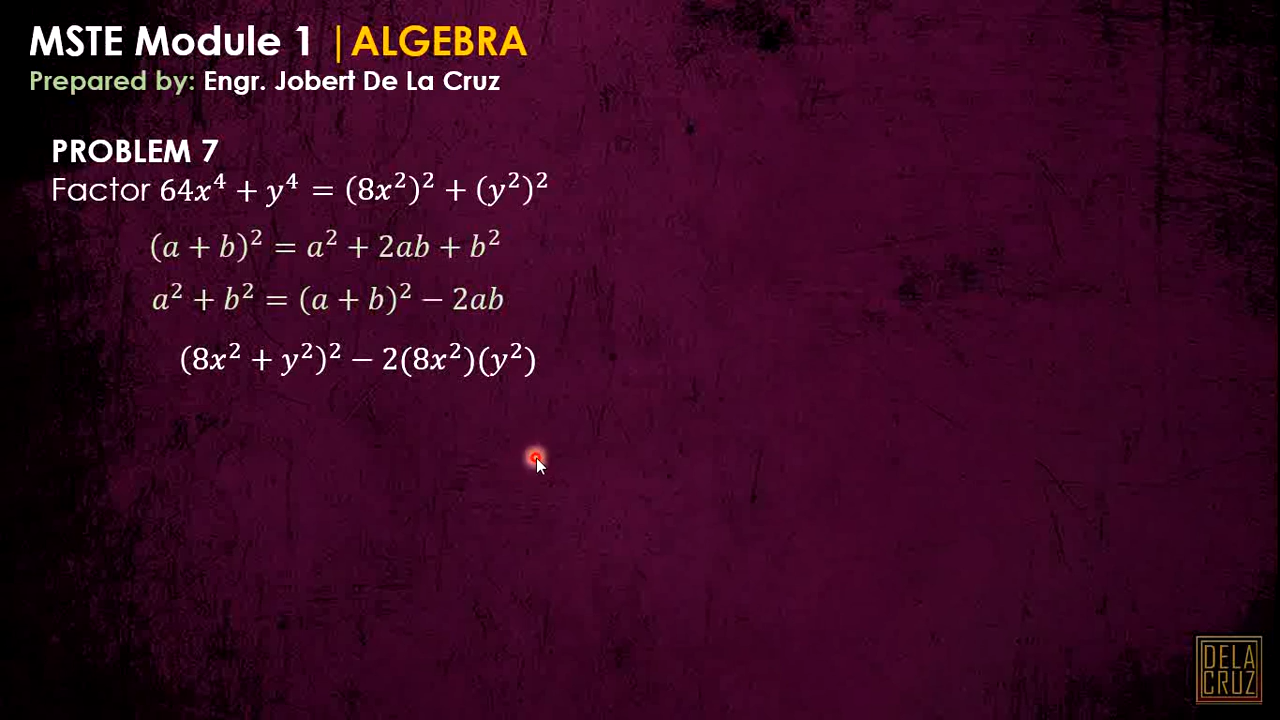 MSTE Module 1 |ALGEBRA
Prepared by: Engr. Jobert De La Cruz
PROBLEM 7
Factor 64x⁴ + y⁴ = (8x²)² + (y²)²
(a + b)² = a² + 2ab + b²
a² + b² = (a + b)² − 2ab
(8x² + y²)² − 2(8x²)(y²)
DELA
CRUZ